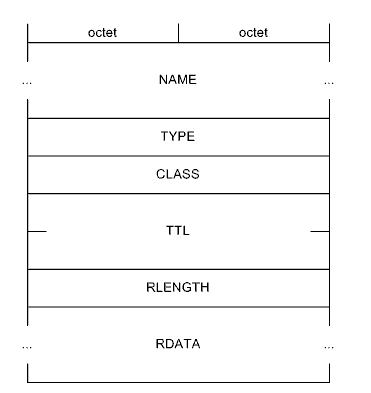 octet octet
... NAME ...
TYPE
CLASS
TTL
RLENGTH
... RDATA ...